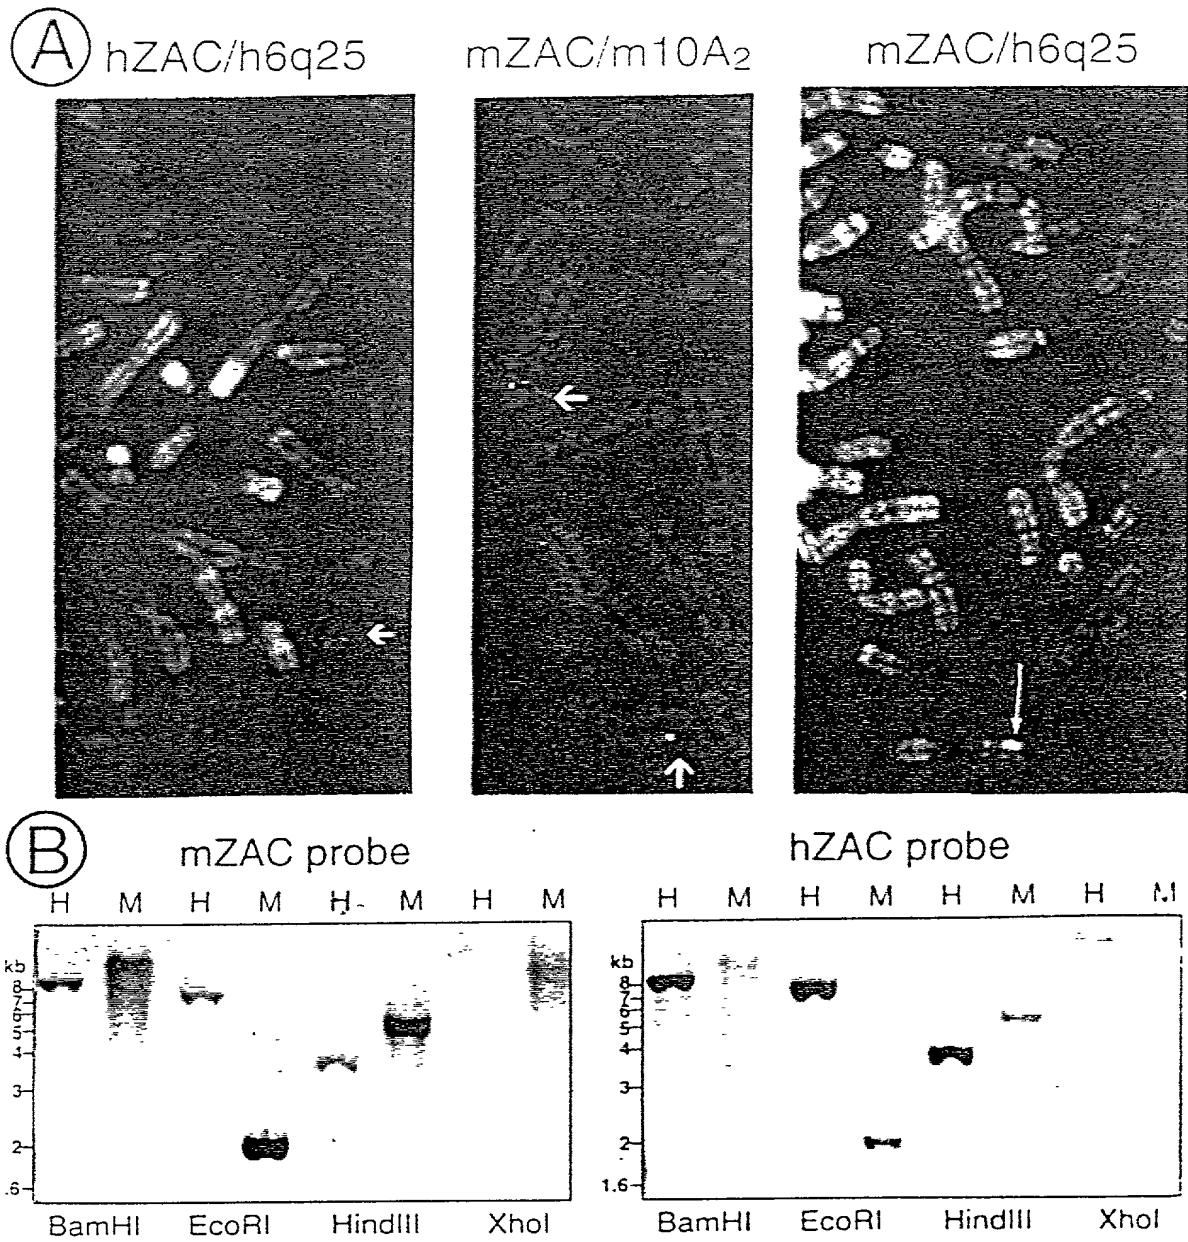 A hZAC/h6q25 mZAC/m10A₂ mZAC/h6q25
B mZAC probe hZAC probe
H M H M H M H M H M H M H M H M
kb
8
7
6
5
4
3
2
.6
kb
8
7
6
5
4
3
2
1.6
BamHI EcoRI HindIII XhoI BamHI EcoRI HindIII XhoI